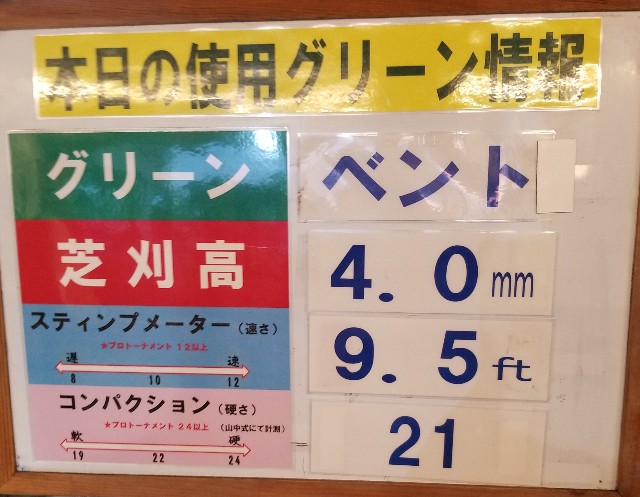 本日の使用グリーン情報
グリーン
ベント
芝刈高
4.0mm
スティンプメーター(速さ)
★プロトーナメント12以上
遅 速
8 10 12
9.5ft
コンパクション(硬さ)
★プロトーナメント24以上 (山中式にて計測)
軟 硬
19 22 24
21